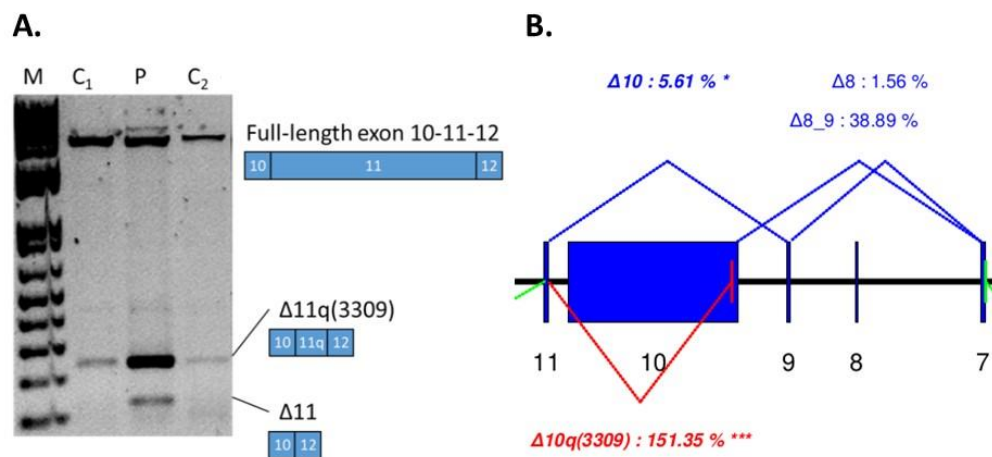 A.
M C₁ P C₂
Full-length exon 10-11-12
10 11 12
Δ11q(3309)
10 11q 12
Δ11
10 12
B.
Δ10 : 5.61 % *
Δ8 : 1.56 %
Δ8_9 : 38.89 %
11 10 9 8 7
Δ10q(3309) : 151.35 % ***